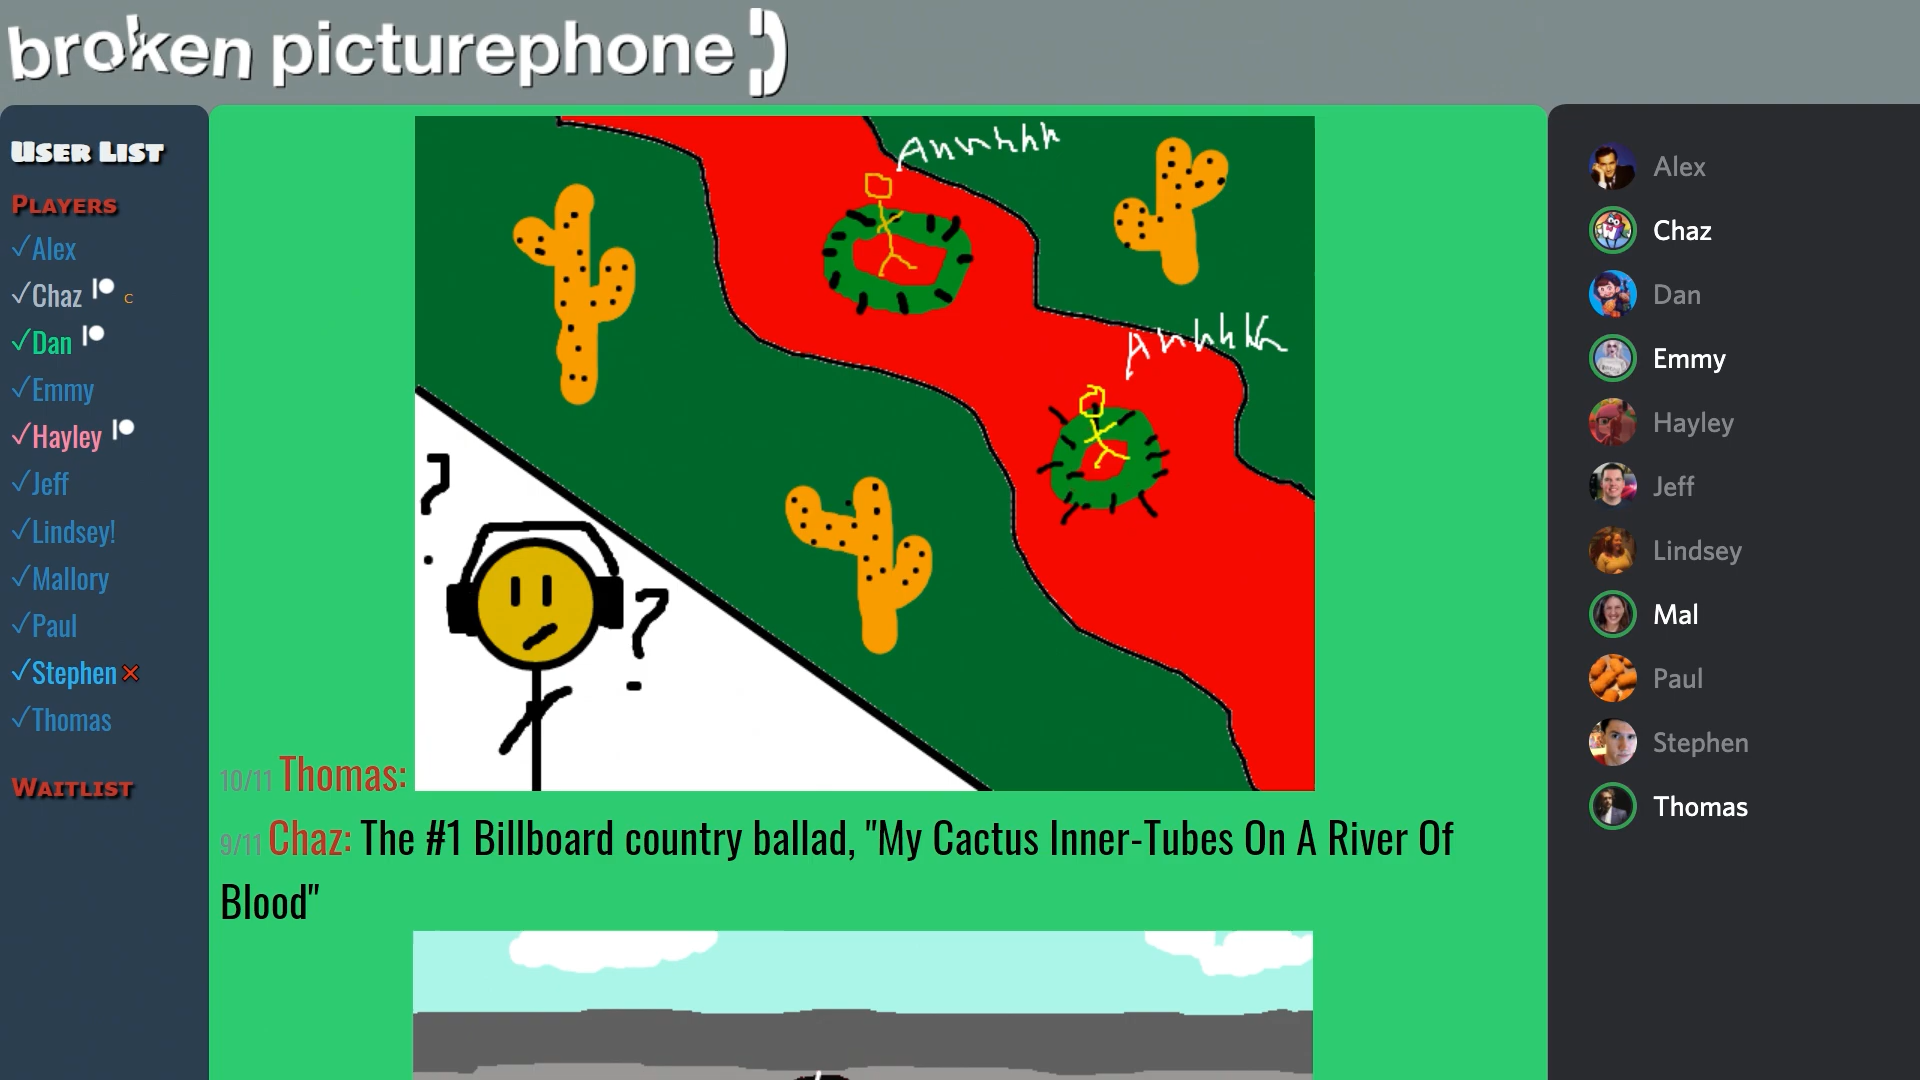 broken picturephone
USER LIST
PLAYERS
✓Alex
✓Chaz C
✓Dan
✓Emmy
✓Hayley
✓Jeff
✓Lindsey!
✓Mallory
✓Paul
✓Stephen ✕
✓Thomas
WAITLIST
Ahhhhh
Ahhhhh
? ?
10/11 Thomas:
9/11 Chaz: The #1 Billboard country ballad, "My Cactus Inner-Tubes On A River Of
Blood"
Alex
Chaz
Dan
Emmy
Hayley
Jeff
Lindsey
Mal
Paul
Stephen
Thomas